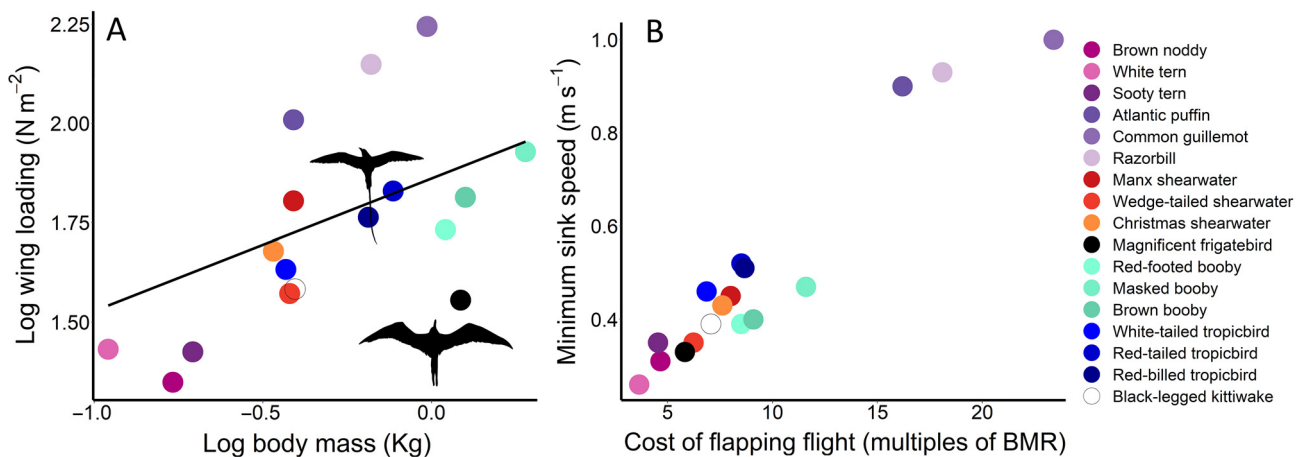 A
Log wing loading (N m⁻²)
2.25
2.00
1.75
1.50
−1.0
−0.5
0.0
Log body mass (Kg)
B
Minimum sink speed (m s⁻¹)
1.0
0.8
0.6
0.4
5
10
15
20
Cost of flapping flight (multiples of BMR)
Brown noddy
White tern
Sooty tern
Atlantic puffin
Common guillemot
Razorbill
Manx shearwater
Wedge-tailed shearwater
Christmas shearwater
Magnificent frigatebird
Red-footed booby
Masked booby
Brown booby
White-tailed tropicbird
Red-tailed tropicbird
Red-billed tropicbird
Black-legged kittiwake